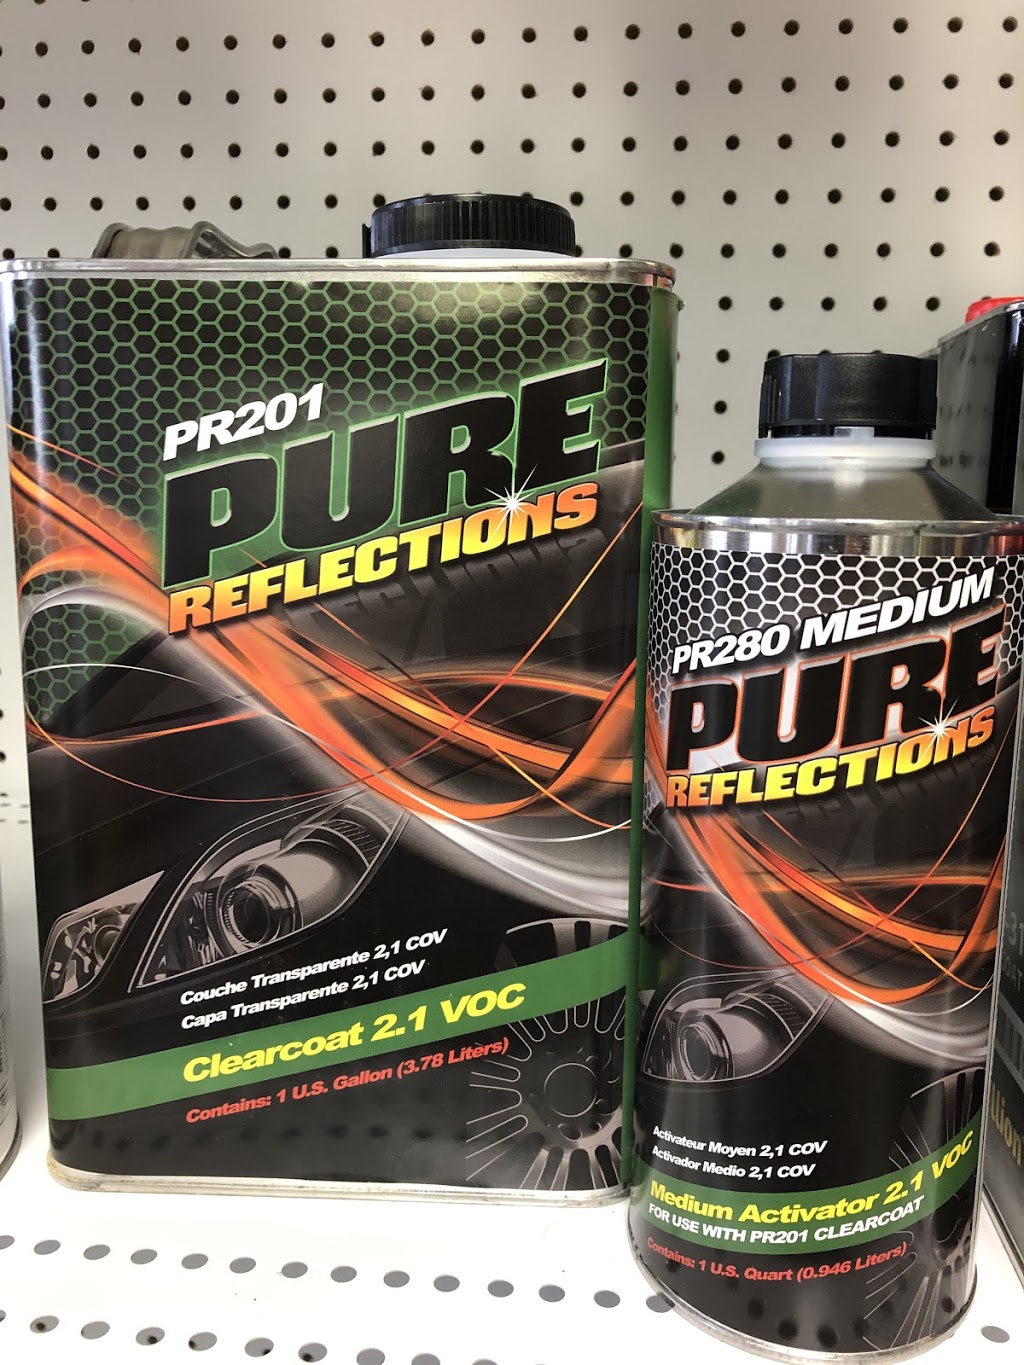 PR201
PURE
REFLECTIONS
Couche Transparente 2,1 COV
Capa Transparente 2,1 COV
Clearcoat 2.1 VOC
Contains: 1 U.S. Gallon (3.78 Liters)
PR280 MEDIUM
PURE
REFLECTIONS
Activateur Moyen 2,1 COV
Activador Medio 2,1 COV
Medium Activator 2.1 VOC
FOR USE WITH PR201 CLEARCOAT
Contains: 1 U.S. Quart (0.946 Liters)